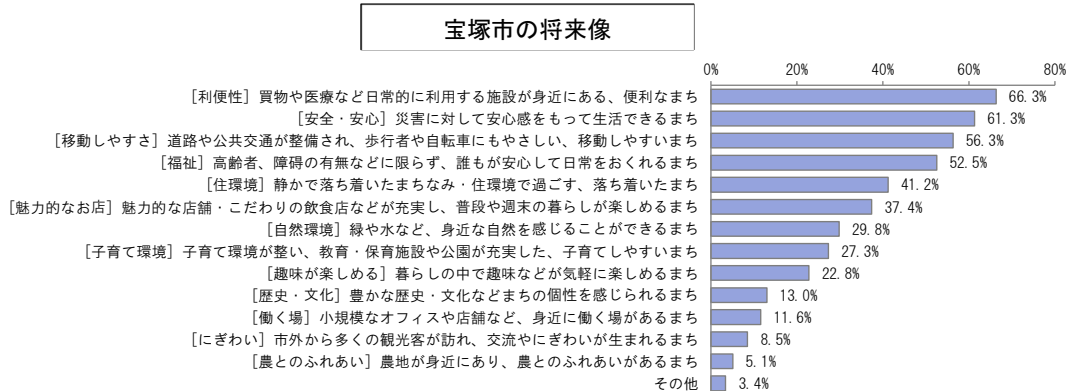 宝塚市の将来像
0% 20% 40% 60% 80%
［利便性］買物や医療など日常的に利用する施設が身近にある、便利なまち 66.3%
［安全・安心］災害に対して安心感をもって生活できるまち 61.3%
［移動しやすさ］道路や公共交通が整備され、歩行者や自転車にもやさしい、移動しやすいまち 56.3%
［福祉］高齢者、障碍の有無などに限らず、誰もが安心して日常をおくれるまち 52.5%
［住環境］静かで落ち着いたまちなみ・住環境で過ごす、落ち着いたまち 41.2%
［魅力的なお店］魅力的な店舗・こだわりの飲食店などが充実し、普段や週末の暮らしが楽しめるまち 37.4%
［自然環境］緑や水など、身近な自然を感じることができるまち 29.8%
［子育て環境］子育て環境が整い、教育・保育施設や公園が充実した、子育てしやすいまち 27.3%
［趣味が楽しめる］暮らしの中で趣味などが気軽に楽しめるまち 22.8%
［歴史・文化］豊かな歴史・文化などまちの個性を感じられるまち 13.0%
［働く場］小規模なオフィスや店舗など、身近に働く場があるまち 11.6%
［にぎわい］市外から多くの観光客が訪れ、交流やにぎわいが生まれるまち 8.5%
［農とのふれあい］農地が身近にあり、農とのふれあいがあるまち 5.1%
その他 3.4%